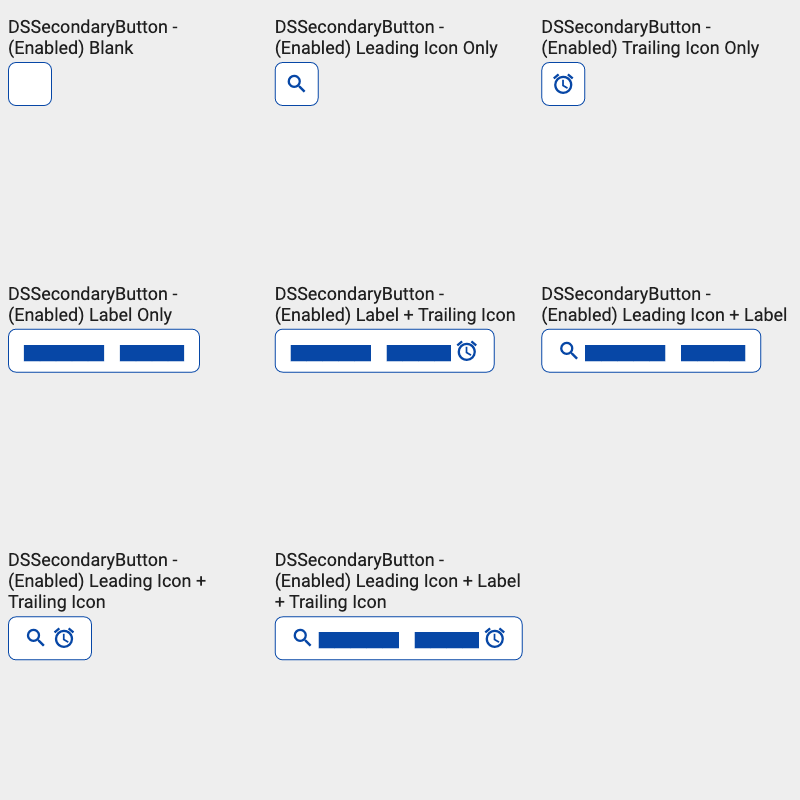 DSSecondaryButton -
(Enabled) Blank
DSSecondaryButton -
(Enabled) Leading Icon Only
DSSecondaryButton -
(Enabled) Trailing Icon Only
DSSecondaryButton -
(Enabled) Label Only
DSSecondaryButton -
(Enabled) Label + Trailing Icon
DSSecondaryButton -
(Enabled) Leading Icon + Label
DSSecondaryButton -
(Enabled) Leading Icon +
Trailing Icon
DSSecondaryButton -
(Enabled) Leading Icon + Label
+ Trailing Icon